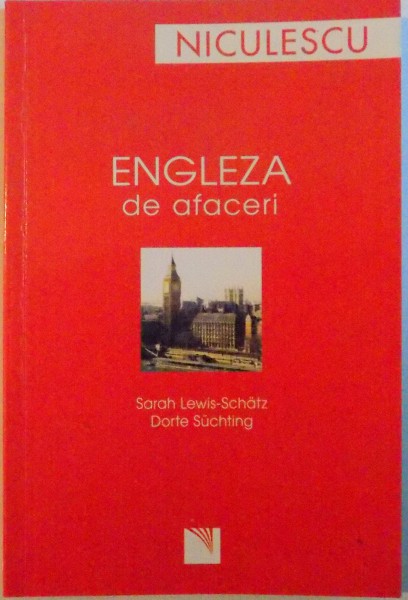 NICULESCU
ENGLEZA
de afaceri
Sarah Lewis-Schätz
Dorte Süchting